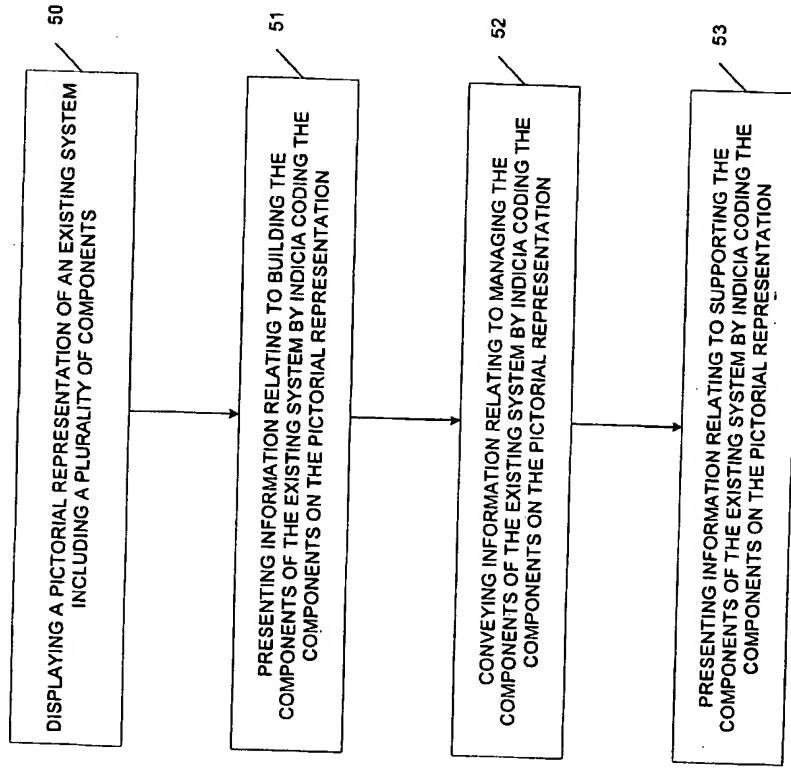 50
DISPLAYING A PICTORIAL REPRESENTATION OF AN EXISTING SYSTEM
INCLUDING A PLURALITY OF COMPONENTS
51
PRESENTING INFORMATION RELATING TO BUILDING THE
COMPONENTS OF THE EXISTING SYSTEM BY INDICIA CODING THE
COMPONENTS ON THE PICTORIAL REPRESENTATION
52
CONVEYING INFORMATION RELATING TO MANAGING THE
COMPONENTS OF THE EXISTING SYSTEM BY INDICIA CODING THE
COMPONENTS ON THE PICTORIAL REPRESENTATION
53
PRESENTING INFORMATION RELATING TO SUPPORTING THE
COMPONENTS OF THE EXISTING SYSTEM BY INDICIA CODING THE
COMPONENTS ON THE PICTORIAL REPRESENTATION